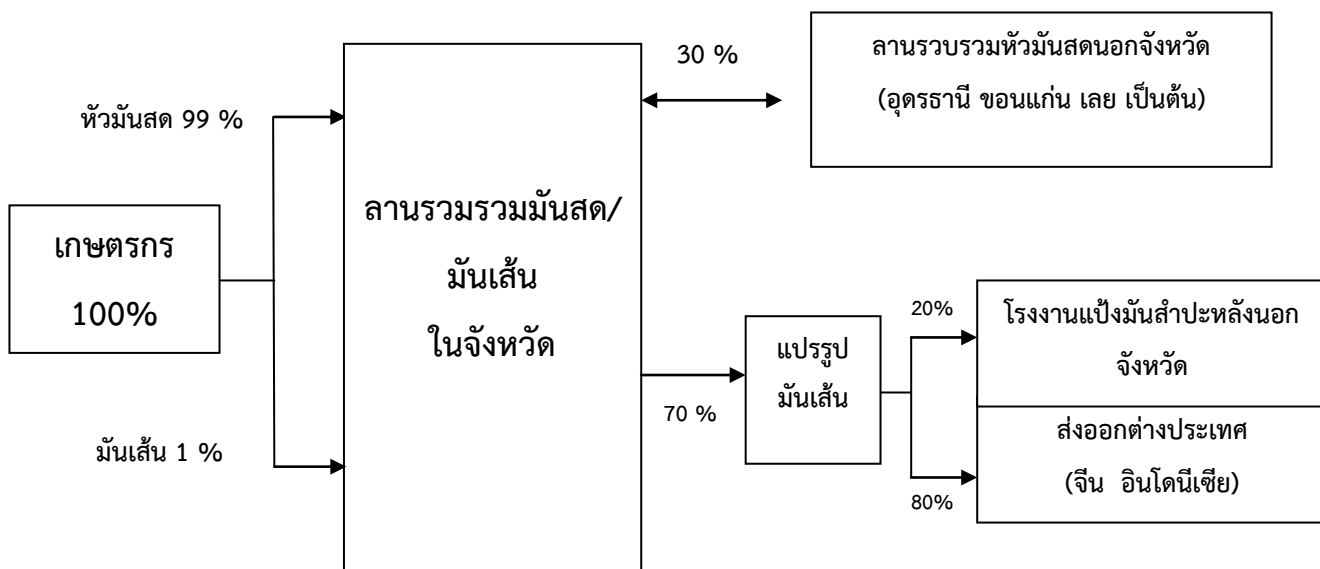 หัวมันสด 99 %
เกษตรกร
100%
มันเส้น 1 %
ลานรวมรวมมันสด/
มันเส้น
ในจังหวัด
30 %
ลานรวบรวมหัวมันสดนอกจังหวัด
(อุดรธานี ขอนแก่น เลย เป็นต้น)
70 %
แปรรูป
มันเส้น
20%
โรงงานแป้งมันสำปะหลังนอก
จังหวัด
80%
ส่งออกต่างประเทศ
(จีน อินโดนีเซีย)